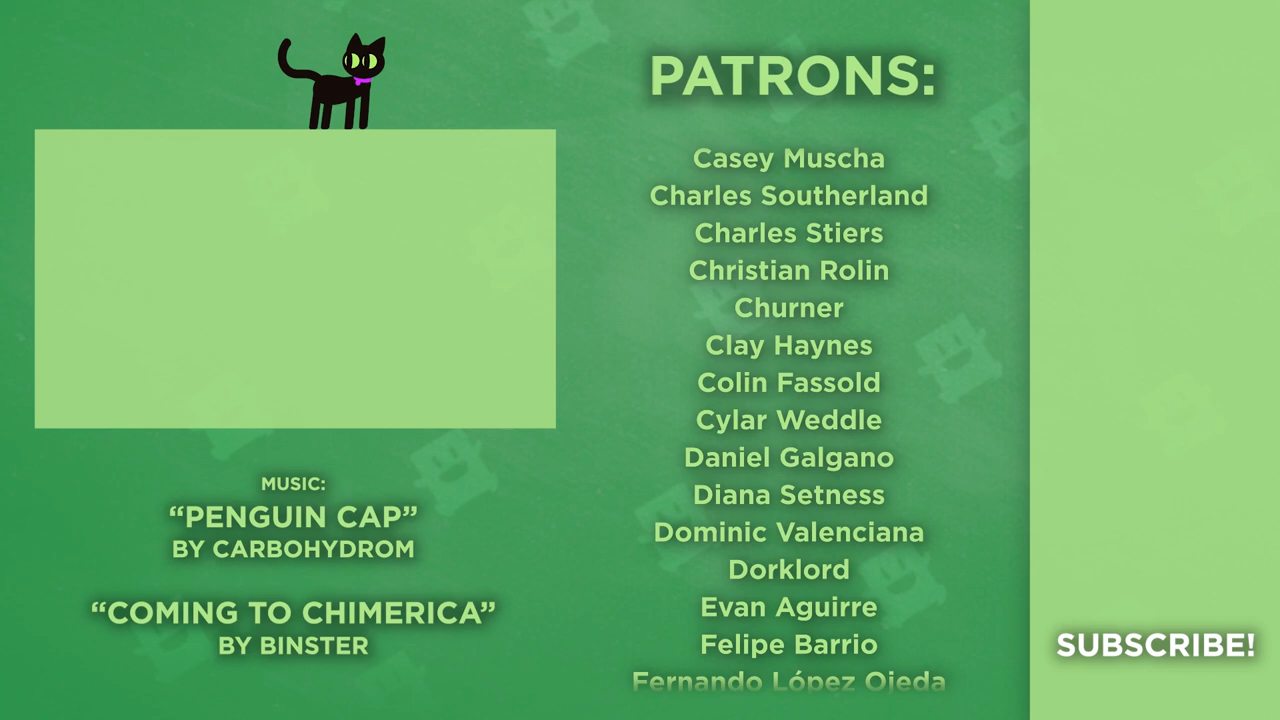 PATRONS:
Casey Muscha
Charles Southerland
Charles Stiers
Christian Rolin
Churner
Clay Haynes
Colin Fassold
Cylar Weddle
Daniel Galgano
Diana Setness
Dominic Valenciana
Dorklord
Evan Aguirre
Felipe Barrio
Fernando López Ojeda
MUSIC:
“PENGUIN CAP”
BY CARBOHYDROM
“COMING TO CHIMERICA”
BY BINSTER
SUBSCRIBE!